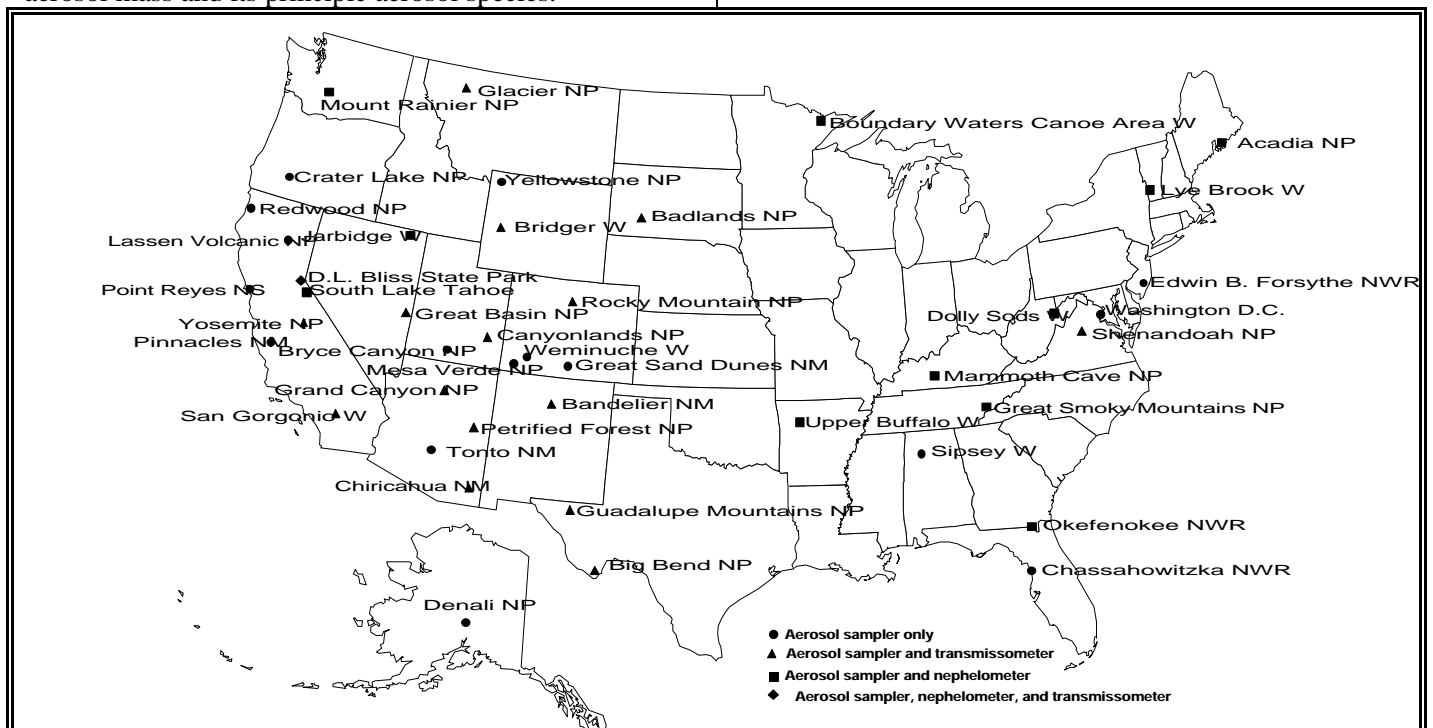 aerosol mass and its principle aerosol species.
Glacier NP
Mount Rainier NP
Boundary Waters Canoe Area W
Acadia NP
Crater Lake NP
Yellowstone NP
Lye Brook W
Redwood NP
Badlands NP
Bridger W
Lassen Volcanic NP
Jarbidge W
D.L. Bliss State Park
Point Reyes NS
South Lake Tahoe
Edwin B. Forsythe NWR
Rocky Mountain NP
Great Basin NP
Dolly Sods W
Washington D.C.
Yosemite NP
Shenandoah NP
Canyonlands NP
Pinnacles NM
Bryce Canyon NP
Weminuche W
Mesa Verde NP
Great Sand Dunes NM
Mammoth Cave NP
Grand Canyon NP
Bandelier NM
Great Smoky Mountains NP
San Gorgonio W
Upper Buffalo W
Petrified Forest NP
Tonto NM
Sipsey W
Chiricahua NM
Guadalupe Mountains NP
Okefenokee NWR
Big Bend NP
Chassahowitzka NWR
Denali NP
Aerosol sampler only
Aerosol sampler and transmissometer
Aerosol sampler and nephelometer
Aerosol sampler, nephelometer, and transmissometer